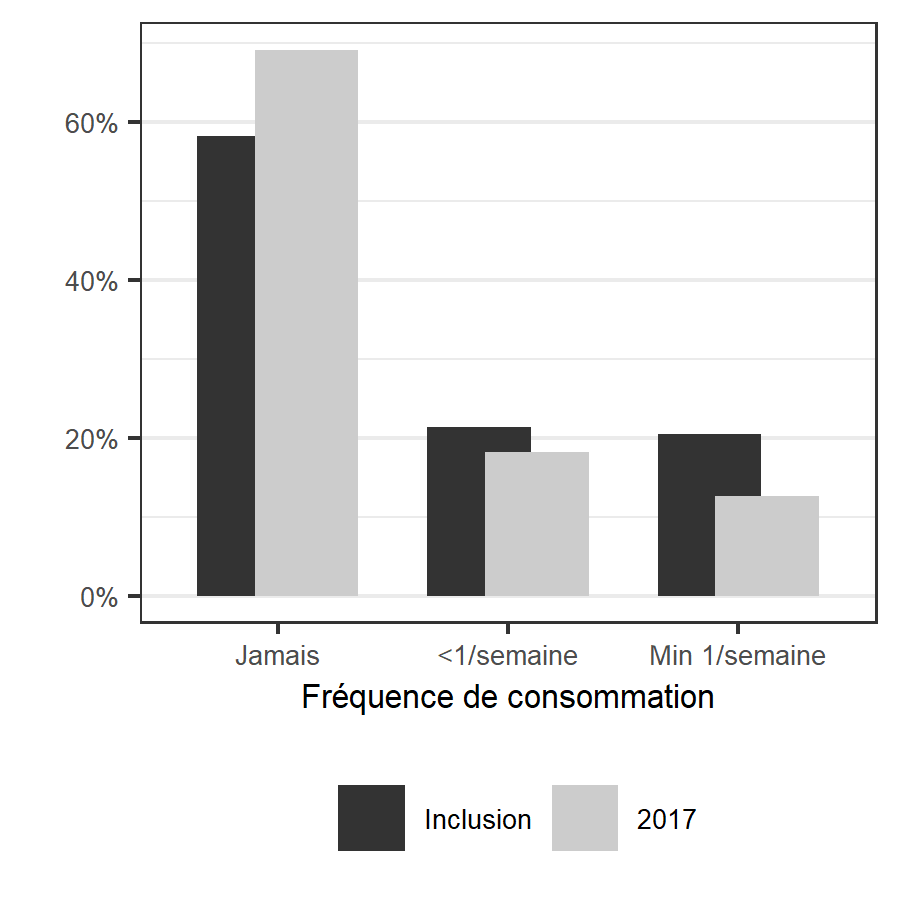 60%
40%
20%
0%
Jamais <1/semaine Min 1/semaine
Fréquence de consommation
Inclusion 2017